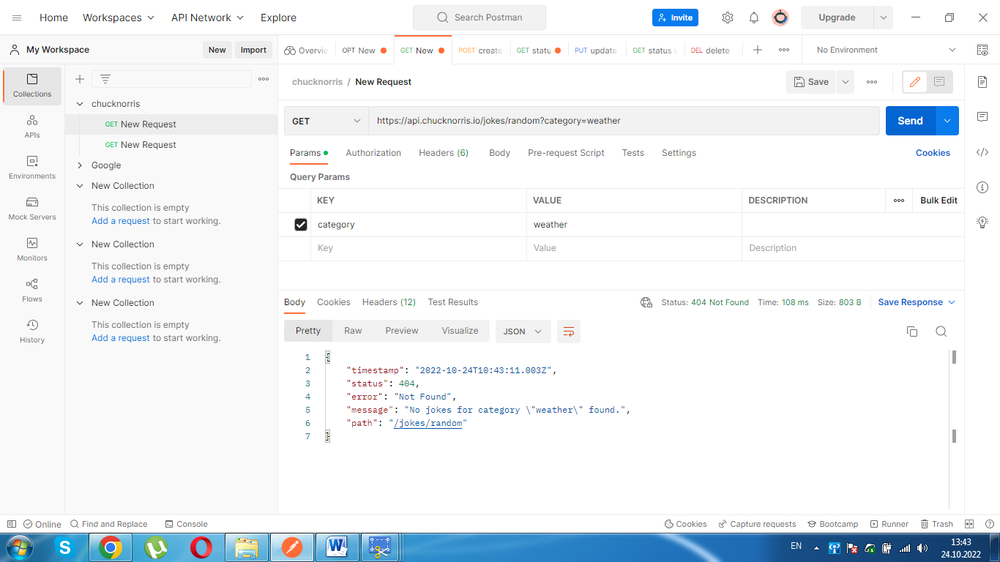 Home Workspaces API Network Explore Search Postman Invite Upgrade
My Workspace New Import Overvie OPT New GET New POST create GET statu PUT update GET status DEL delete No Environment
Collections
APIs
Environments
Mock Servers
Monitors
Flows
History
chucknorris
GET New Request
GET New Request
Google
New Collection
This collection is empty
Add a request to start working.
New Collection
This collection is empty
Add a request to start working.
New Collection
This collection is empty
Add a request to start working.
chucknorris / New Request Save
GET https://api.chucknorris.io/jokes/random?category=weather Send
Params Authorization Headers (6) Body Pre-request Script Tests Settings Cookies
Query Params
KEY VALUE DESCRIPTION Bulk Edit
category weather
Key Value Description
Body Cookies Headers (12) Test Results Status: 404 Not Found Time: 108 ms Size: 803 B Save Response
Pretty Raw Preview Visualize JSON
1 {
2 "timestamp": "2022-10-24T10:43:11.003Z",
3 "status": 404,
4 "error": "Not Found",
5 "message": "No jokes for category \"weather\" found.",
6 "path": "/jokes/random"
7 }
Online Find and Replace Console Cookies Capture requests Bootcamp Runner Trash
EN 13:43
24.10.2022